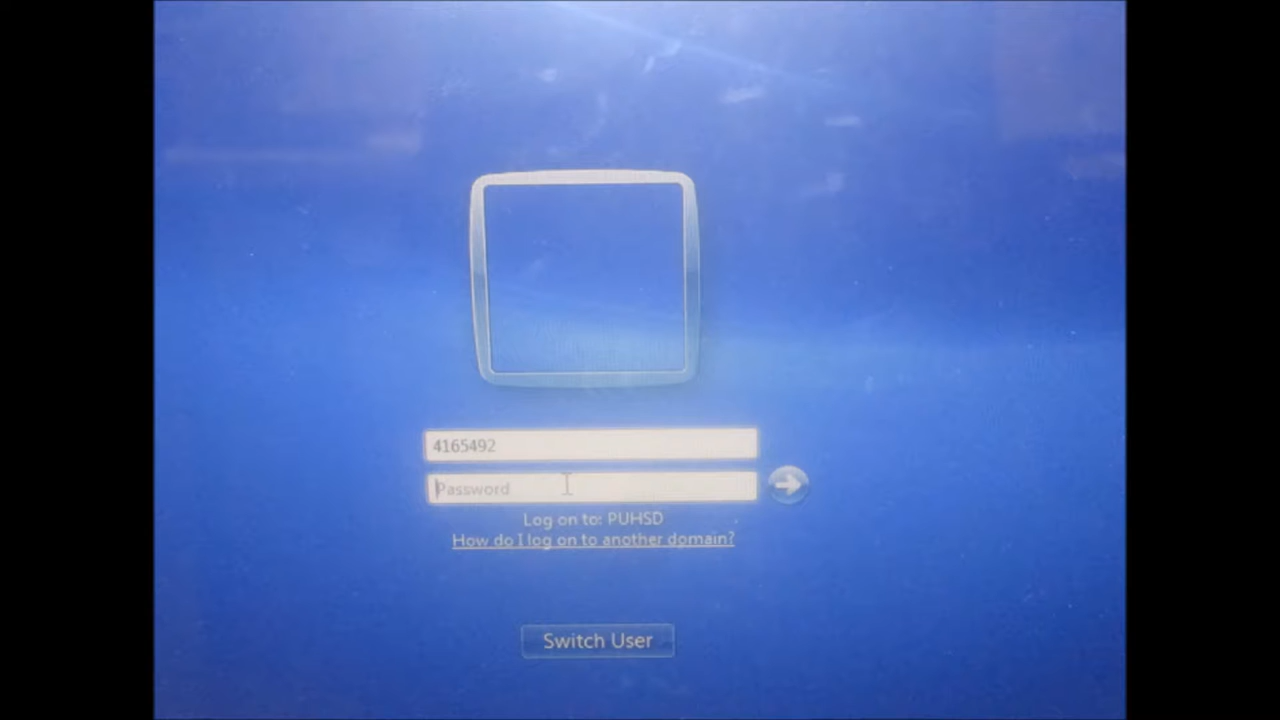 4165492
Password
Log on to: PUHSD
How do I log on to another domain?
Switch User